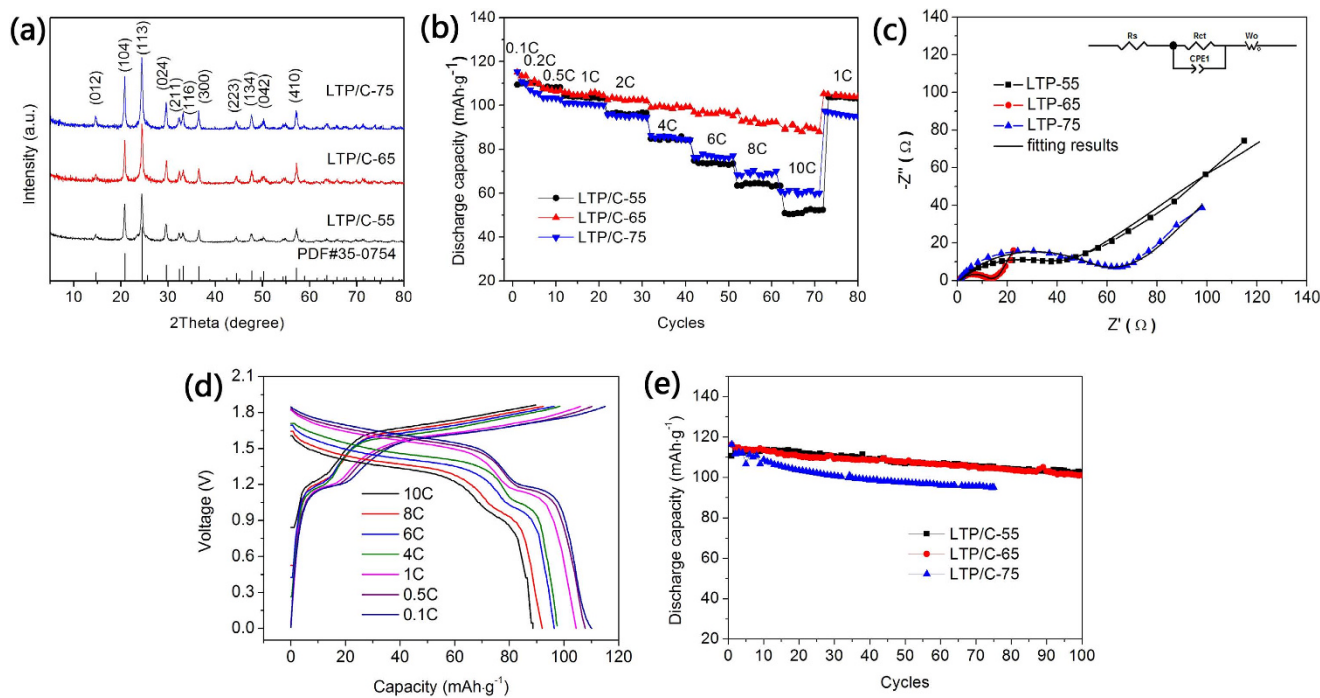 (a)
Intensity (a.u.)
(012)
(104)
(113)
(024)
(211)
(116)
(300)
(223)
(134)
(042)
(410)
LTP/C-75
LTP/C-65
LTP/C-55
PDF#35-0754
10 20 30 40 50 60 70 80
2Theta (degree)
(b)
Discharge capacity (mAh·g⁻¹)
140
120
100
80
60
40
20
0.1C
0.2C
0.5C
1C
2C
4C
6C
8C
10C
1C
LTP/C-55
LTP/C-65
LTP/C-75
0 10 20 30 40 50 60 70 80
Cycles
(c)
-Z'' ( Ω )
140
120
100
80
60
40
20
0
Rs
Rct
Wo
CPE1
LTP-55
LTP-65
LTP-75
fitting results
0 20 40 60 80 100 120 140
Z' ( Ω )
(d)
Voltage (V)
2.1
1.8
1.5
1.2
0.9
0.6
0.3
0.0
10C
8C
6C
4C
1C
0.5C
0.1C
0 20 40 60 80 100 120
Capacity (mAh·g⁻¹)
(e)
Discharge capacity (mAh·g⁻¹)
140
120
100
80
60
40
20
LTP/C-55
LTP/C-65
LTP/C-75
0 10 20 30 40 50 60 70 80 90 100
Cycles